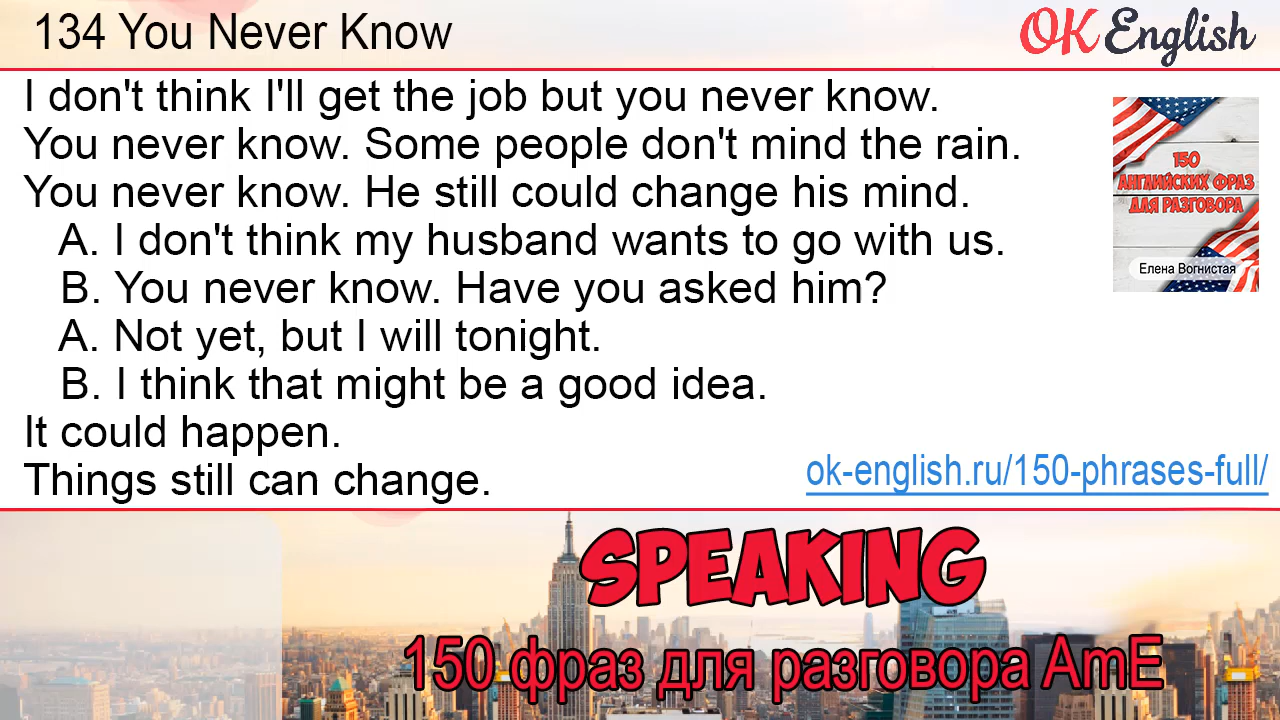 134 You Never Know
OK English
I don't think I'll get the job but you never know.
You never know. Some people don't mind the rain.
You never know. He still could change his mind.
A. I don't think my husband wants to go with us.
B. You never know. Have you asked him?
A. Not yet, but I will tonight.
B. I think that might be a good idea.
It could happen.
Things still can change.
150
АНГЛИЙСКИХ ФРАЗ
ДЛЯ РАЗГОВОРА
Елена Вогнистая
ok-english.ru/150-phrases-full/
SPEAKING
150 фраз для разговора AmE